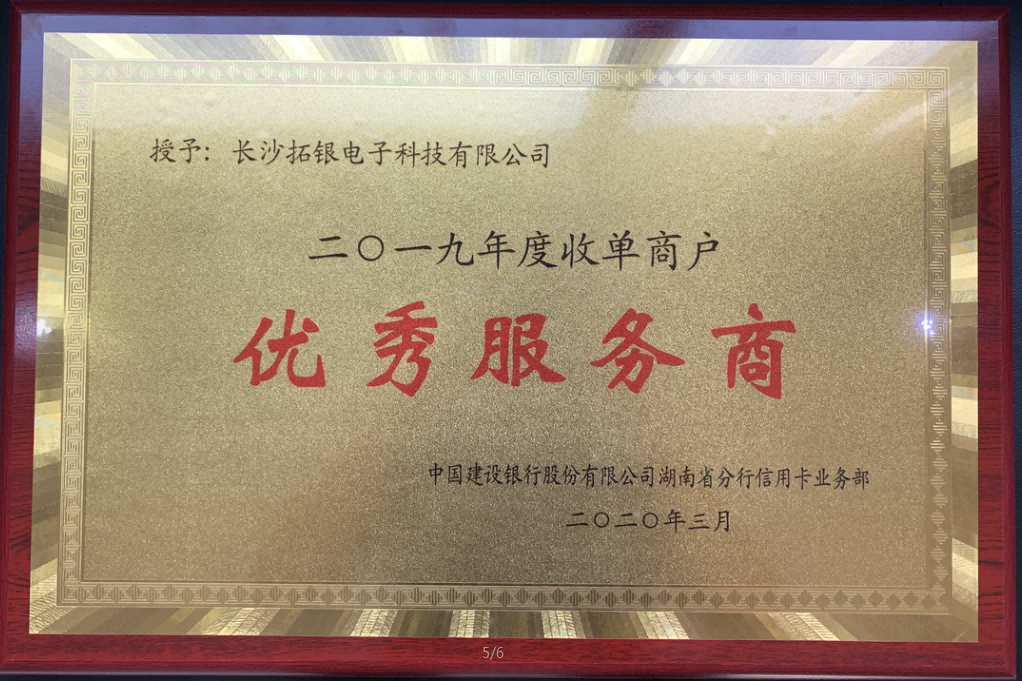 授予：长沙拓银电子科技有限公司
二〇一九年度收单商户
优秀服务商
中国建设银行股份有限公司湖南省分行信用卡业务部
二〇二〇年三月
5/6